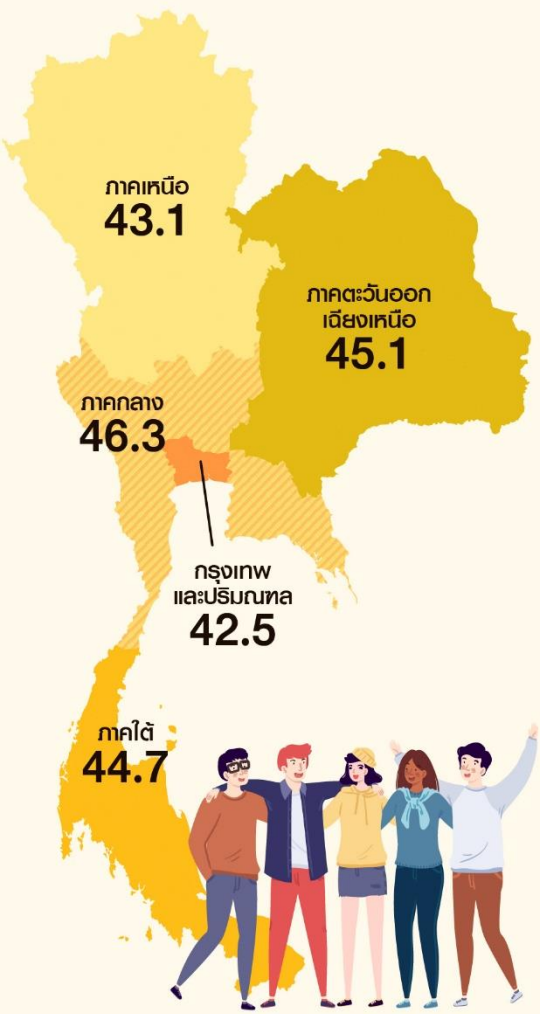 ภาคเหนือ
43.1
ภาคตะวันออก
เฉียงเหนือ
45.1
ภาคกลาง
46.3
กรุงเทพ
และปริมณฑล
42.5
ภาคใต้
44.7